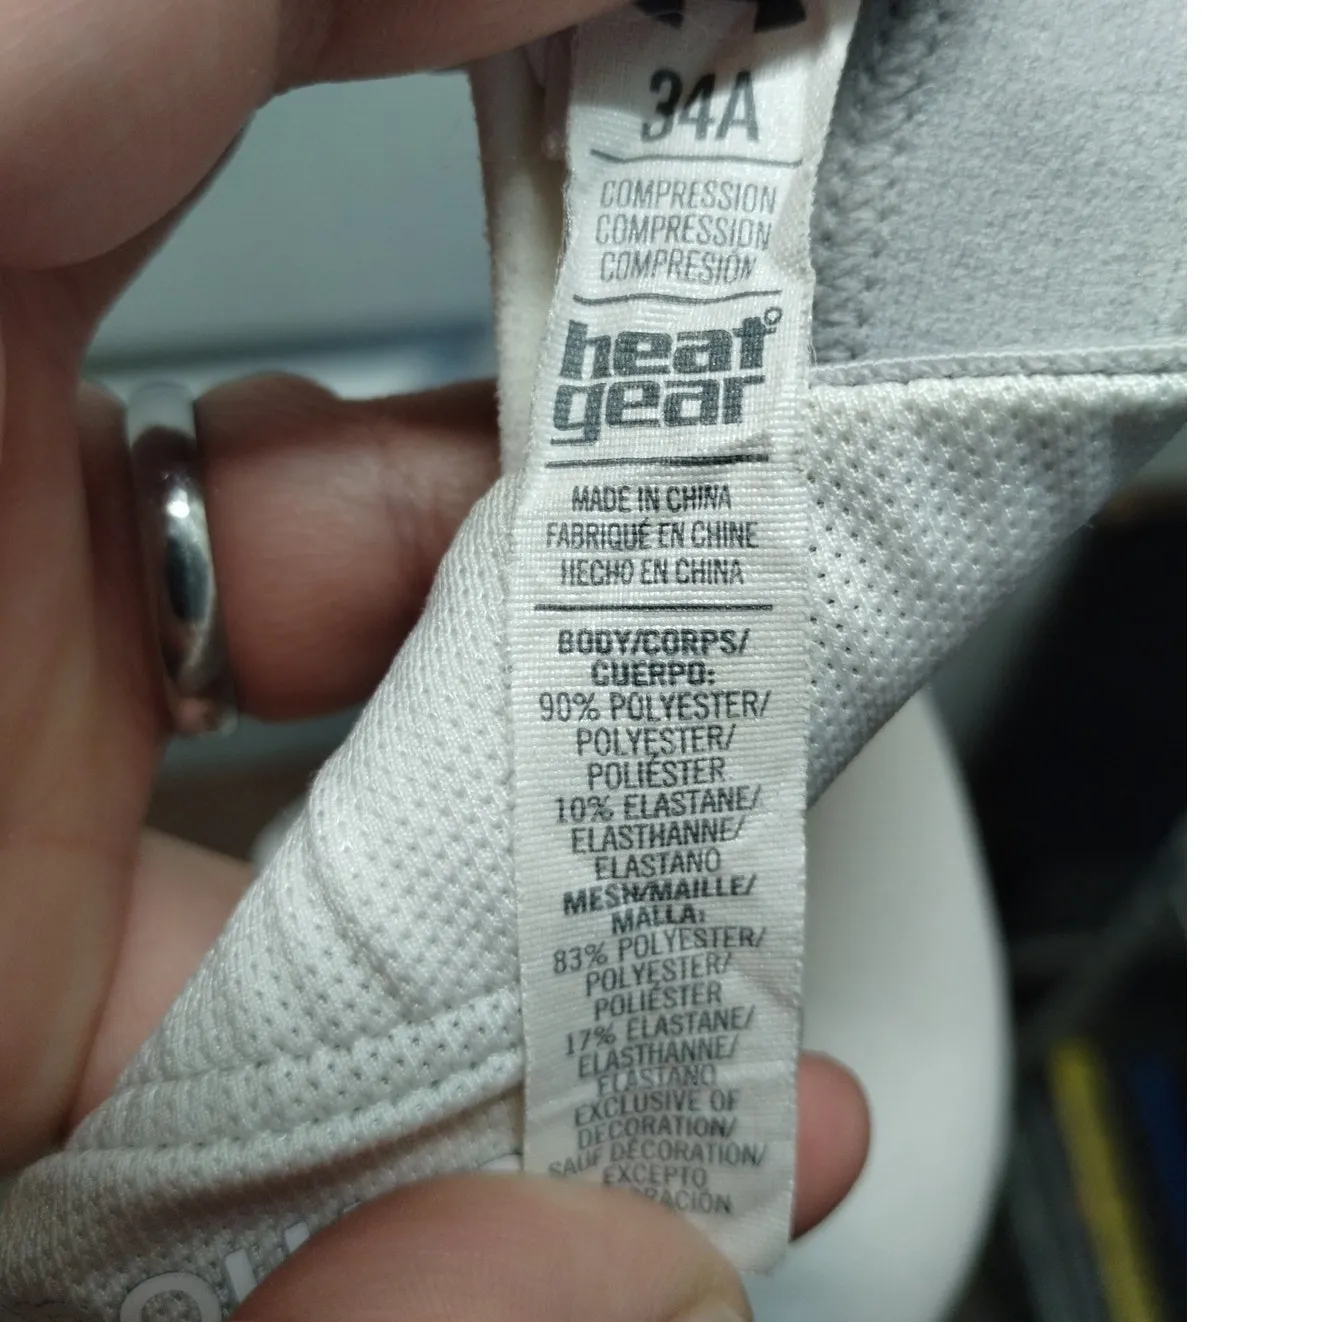 34A
COMPRESSION
COMPRESSION
COMPRESIÓN
heat
gear
MADE IN CHINA
FABRIQUÉ EN CHINE
HECHO EN CHINA
BODY/CORPS/
CUERPO:
90% POLYESTER/
POLYESTER/
POLIÉSTER
10% ELASTANE/
ELASTHANNE/
ELASTANO
MESH/MAILLE/
MALLA:
83% POLYESTER/
POLYESTER/
POLIÉSTER
17% ELASTANE/
ELASTHANNE/
ELASTANO
EXCLUSIVE OF
DECORATION/
SAUF DÉCORATION/
EXCEPTO